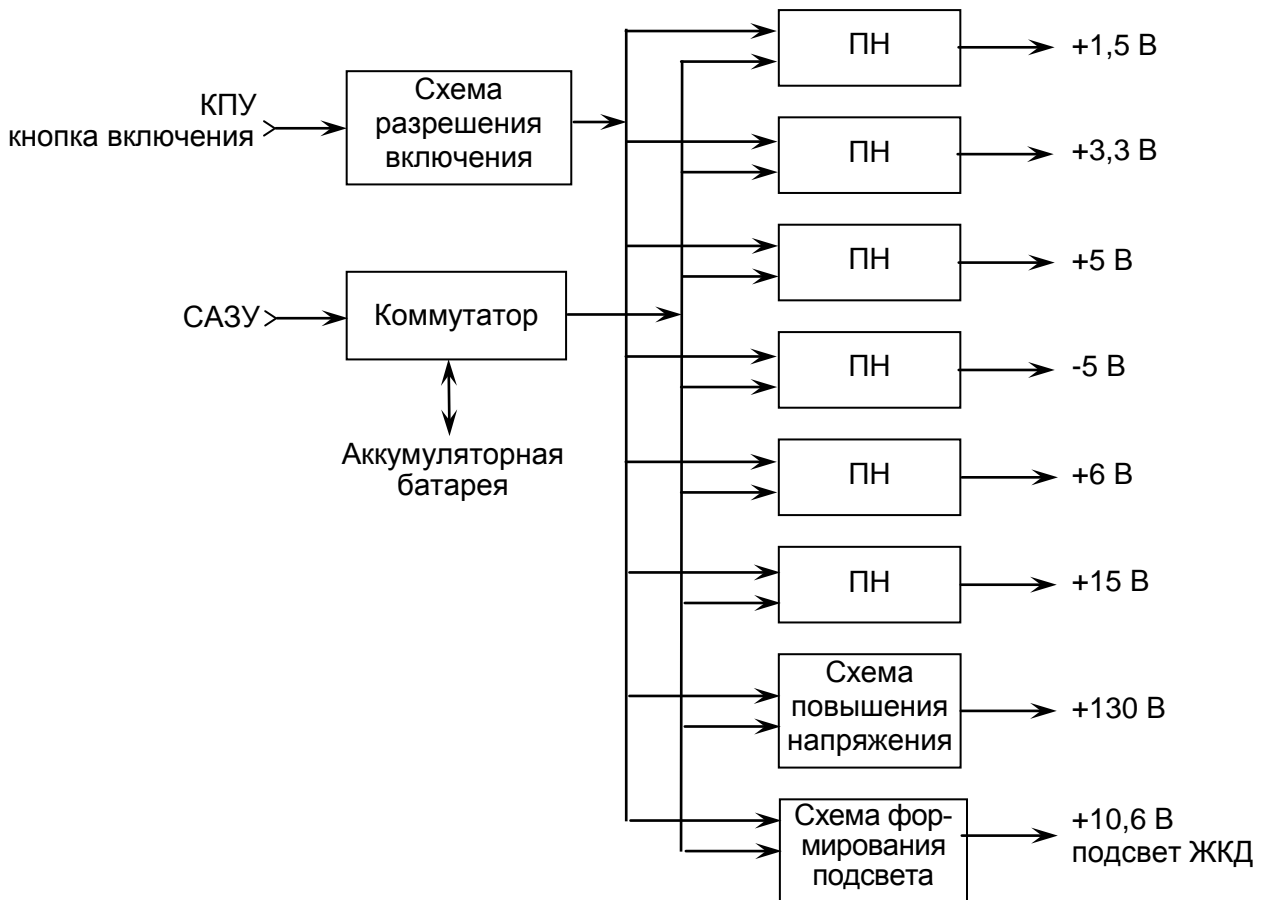 КПУ
кнопка включения
Схема
разрешения
включения
САЗУ
Коммутатор
Аккумуляторная
батарея
ПН
+1,5 В
ПН
+3,3 В
ПН
+5 В
ПН
-5 В
ПН
+6 В
ПН
+15 В
Схема
повышения
напряжения
+130 В
Схема фор-
мирования
подсвета
+10,6 В
подсвет ЖКД